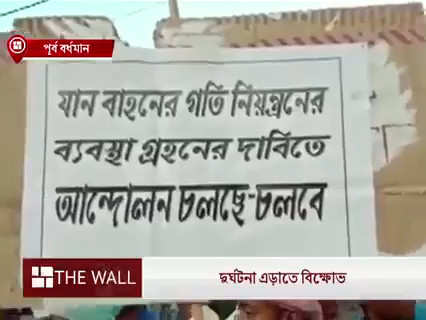 পূর্ব বর্ধমান
যান বাহনের গতি নিয়ন্ত্রনের
ব্যবস্থা গ্রহনের দাবিতে
আন্দোলন চলছে-চলবে
THE WALL
দুর্ঘটনা এড়াতে বিক্ষোভ